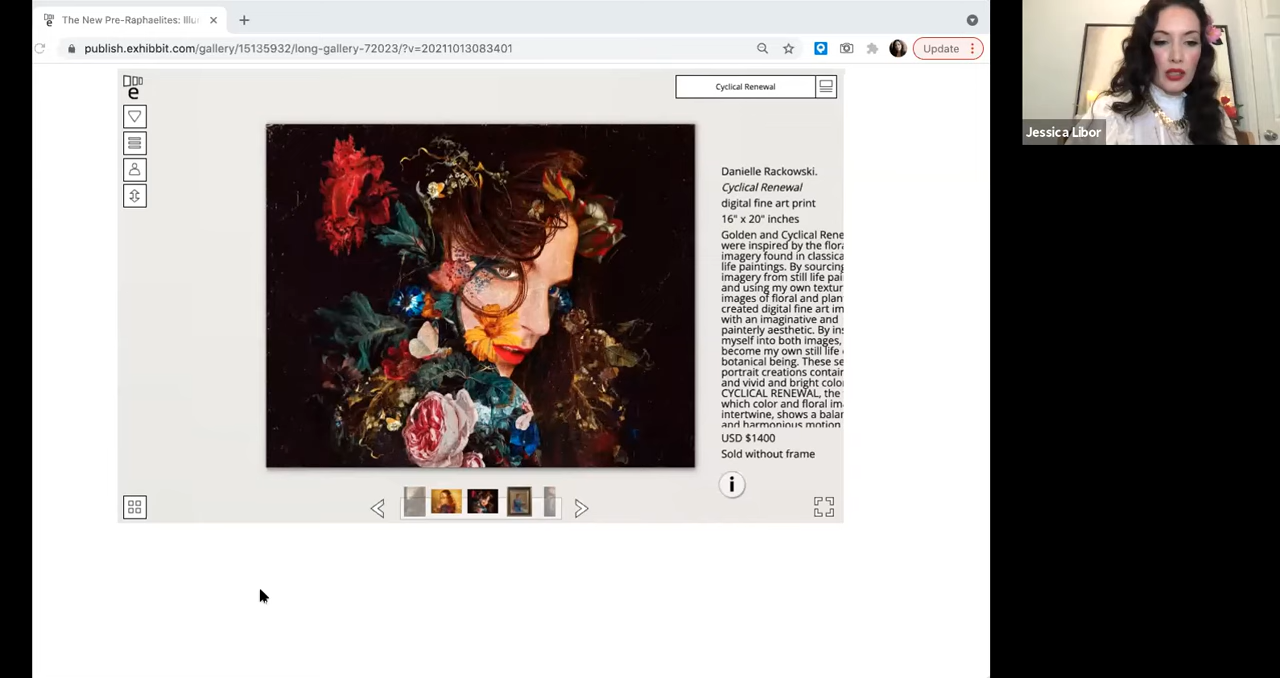 The New Pre-Raphaelites: Illu
publish.exhibbit.com/gallery/15135932/long-gallery-72023/?v=20211013083401
Update
e
Cyclical Renewal
Danielle Rackowski.
Cyclical Renewal
digital fine art print
16" x 20" inches
Golden and Cyclical Rene
were inspired by the flora
imagery found in classica
life paintings. By sourcing
imagery from still life pai
and using my own textur
images of floral and plan
created digital fine art im
with an imaginative and
painterly aesthetic. By ins
myself into both images,
become my own still life
botanical being. These se
portrait creations contain
and vivid and bright color
CYCLICAL RENEWAL, the
which color and floral im
intertwine, shows a balan
and harmonious motion
USD $1400
Sold without frame
i
Jessica Libor